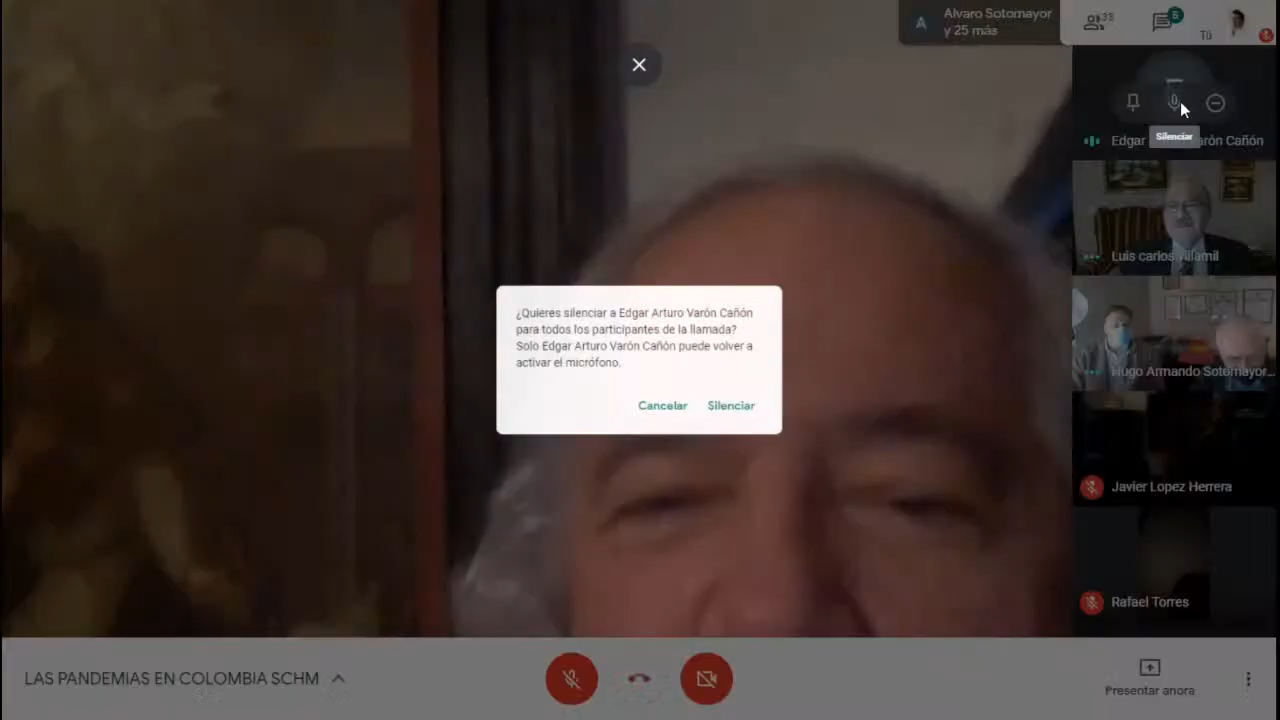 A
Alvaro Sotomayor
y 25 más
33
5
Tú
Silenciar
Edgar
arón Cañón
Luis carlos villamil
Hugo Armando Sotomayor...
¿Quieres silenciar a Edgar Arturo Varón Cañón
para todos los participantes de la llamada?
Solo Edgar Arturo Varón Cañón puede volver a
activar el micrófono.
Cancelar
Silenciar
Javier Lopez Herrera
Rafael Torres
LAS PANDEMIAS EN COLOMBIA SCHM
Presentar ahora